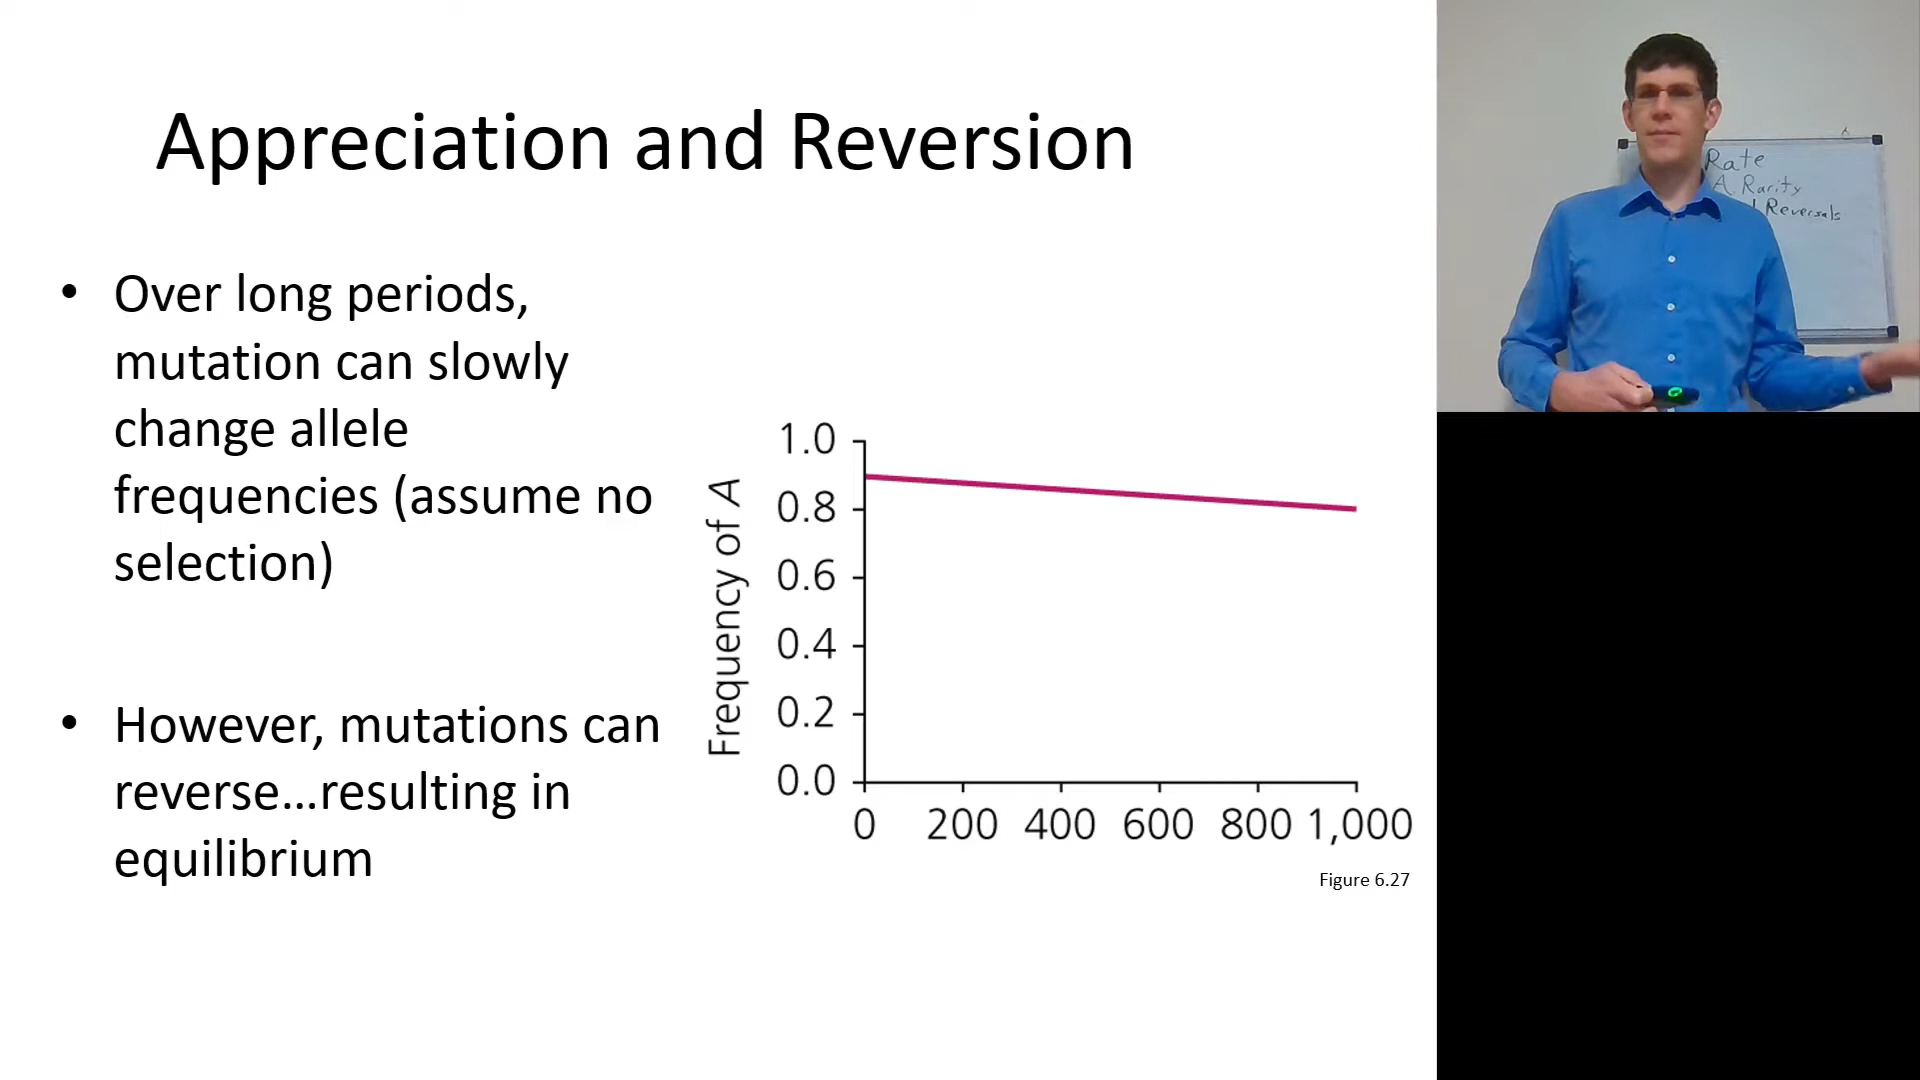 Appreciation and Reversion
• Over long periods,
mutation can slowly
change allele
frequencies (assume no
selection)
• However, mutations can
reverse...resulting in
equilibrium
Frequency of A
1.0
0.8
0.6
0.4
0.2
0.0
0 200 400 600 800 1,000
Figure 6.27
Rate
A Rarity
Reversals